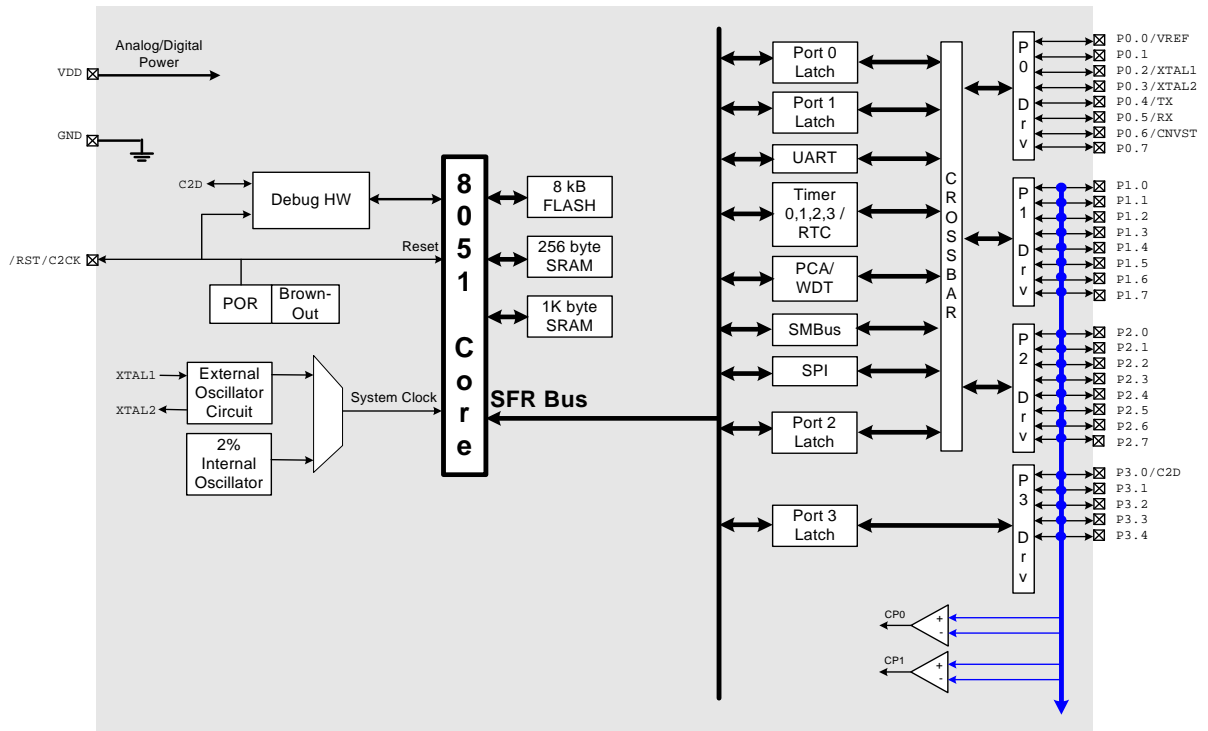 Analog/Digital
Power
VDD
GND
C2D
Debug HW
/RST/C2CK
Reset
POR
Brown-
Out
XTAL1
XTAL2
External
Oscillator
Circuit
2%
Internal
Oscillator
System Clock
8
0
5
1
C
o
r
e
8 kB
FLASH
256 byte
SRAM
1K byte
SRAM
SFR Bus
Port 0
Latch
Port 1
Latch
UART
Timer
0,1,2,3 /
RTC
PCA/
WDT
SMBus
SPI
Port 2
Latch
Port 3
Latch
C
R
O
S
S
B
A
R
P
0
D
r
v
P0.0/VREF
P0.1
P0.2/XTAL1
P0.3/XTAL2
P0.4/TX
P0.5/RX
P0.6/CNVST
P0.7
P
1
D
r
v
P1.0
P1.1
P1.2
P1.3
P1.4
P1.5
P1.6
P1.7
P
2
D
r
v
P2.0
P2.1
P2.2
P2.3
P2.4
P2.5
P2.6
P2.7
P
3
D
r
v
P3.0/C2D
P3.1
P3.2
P3.3
P3.4
CP0
+
-
CP1
+
-